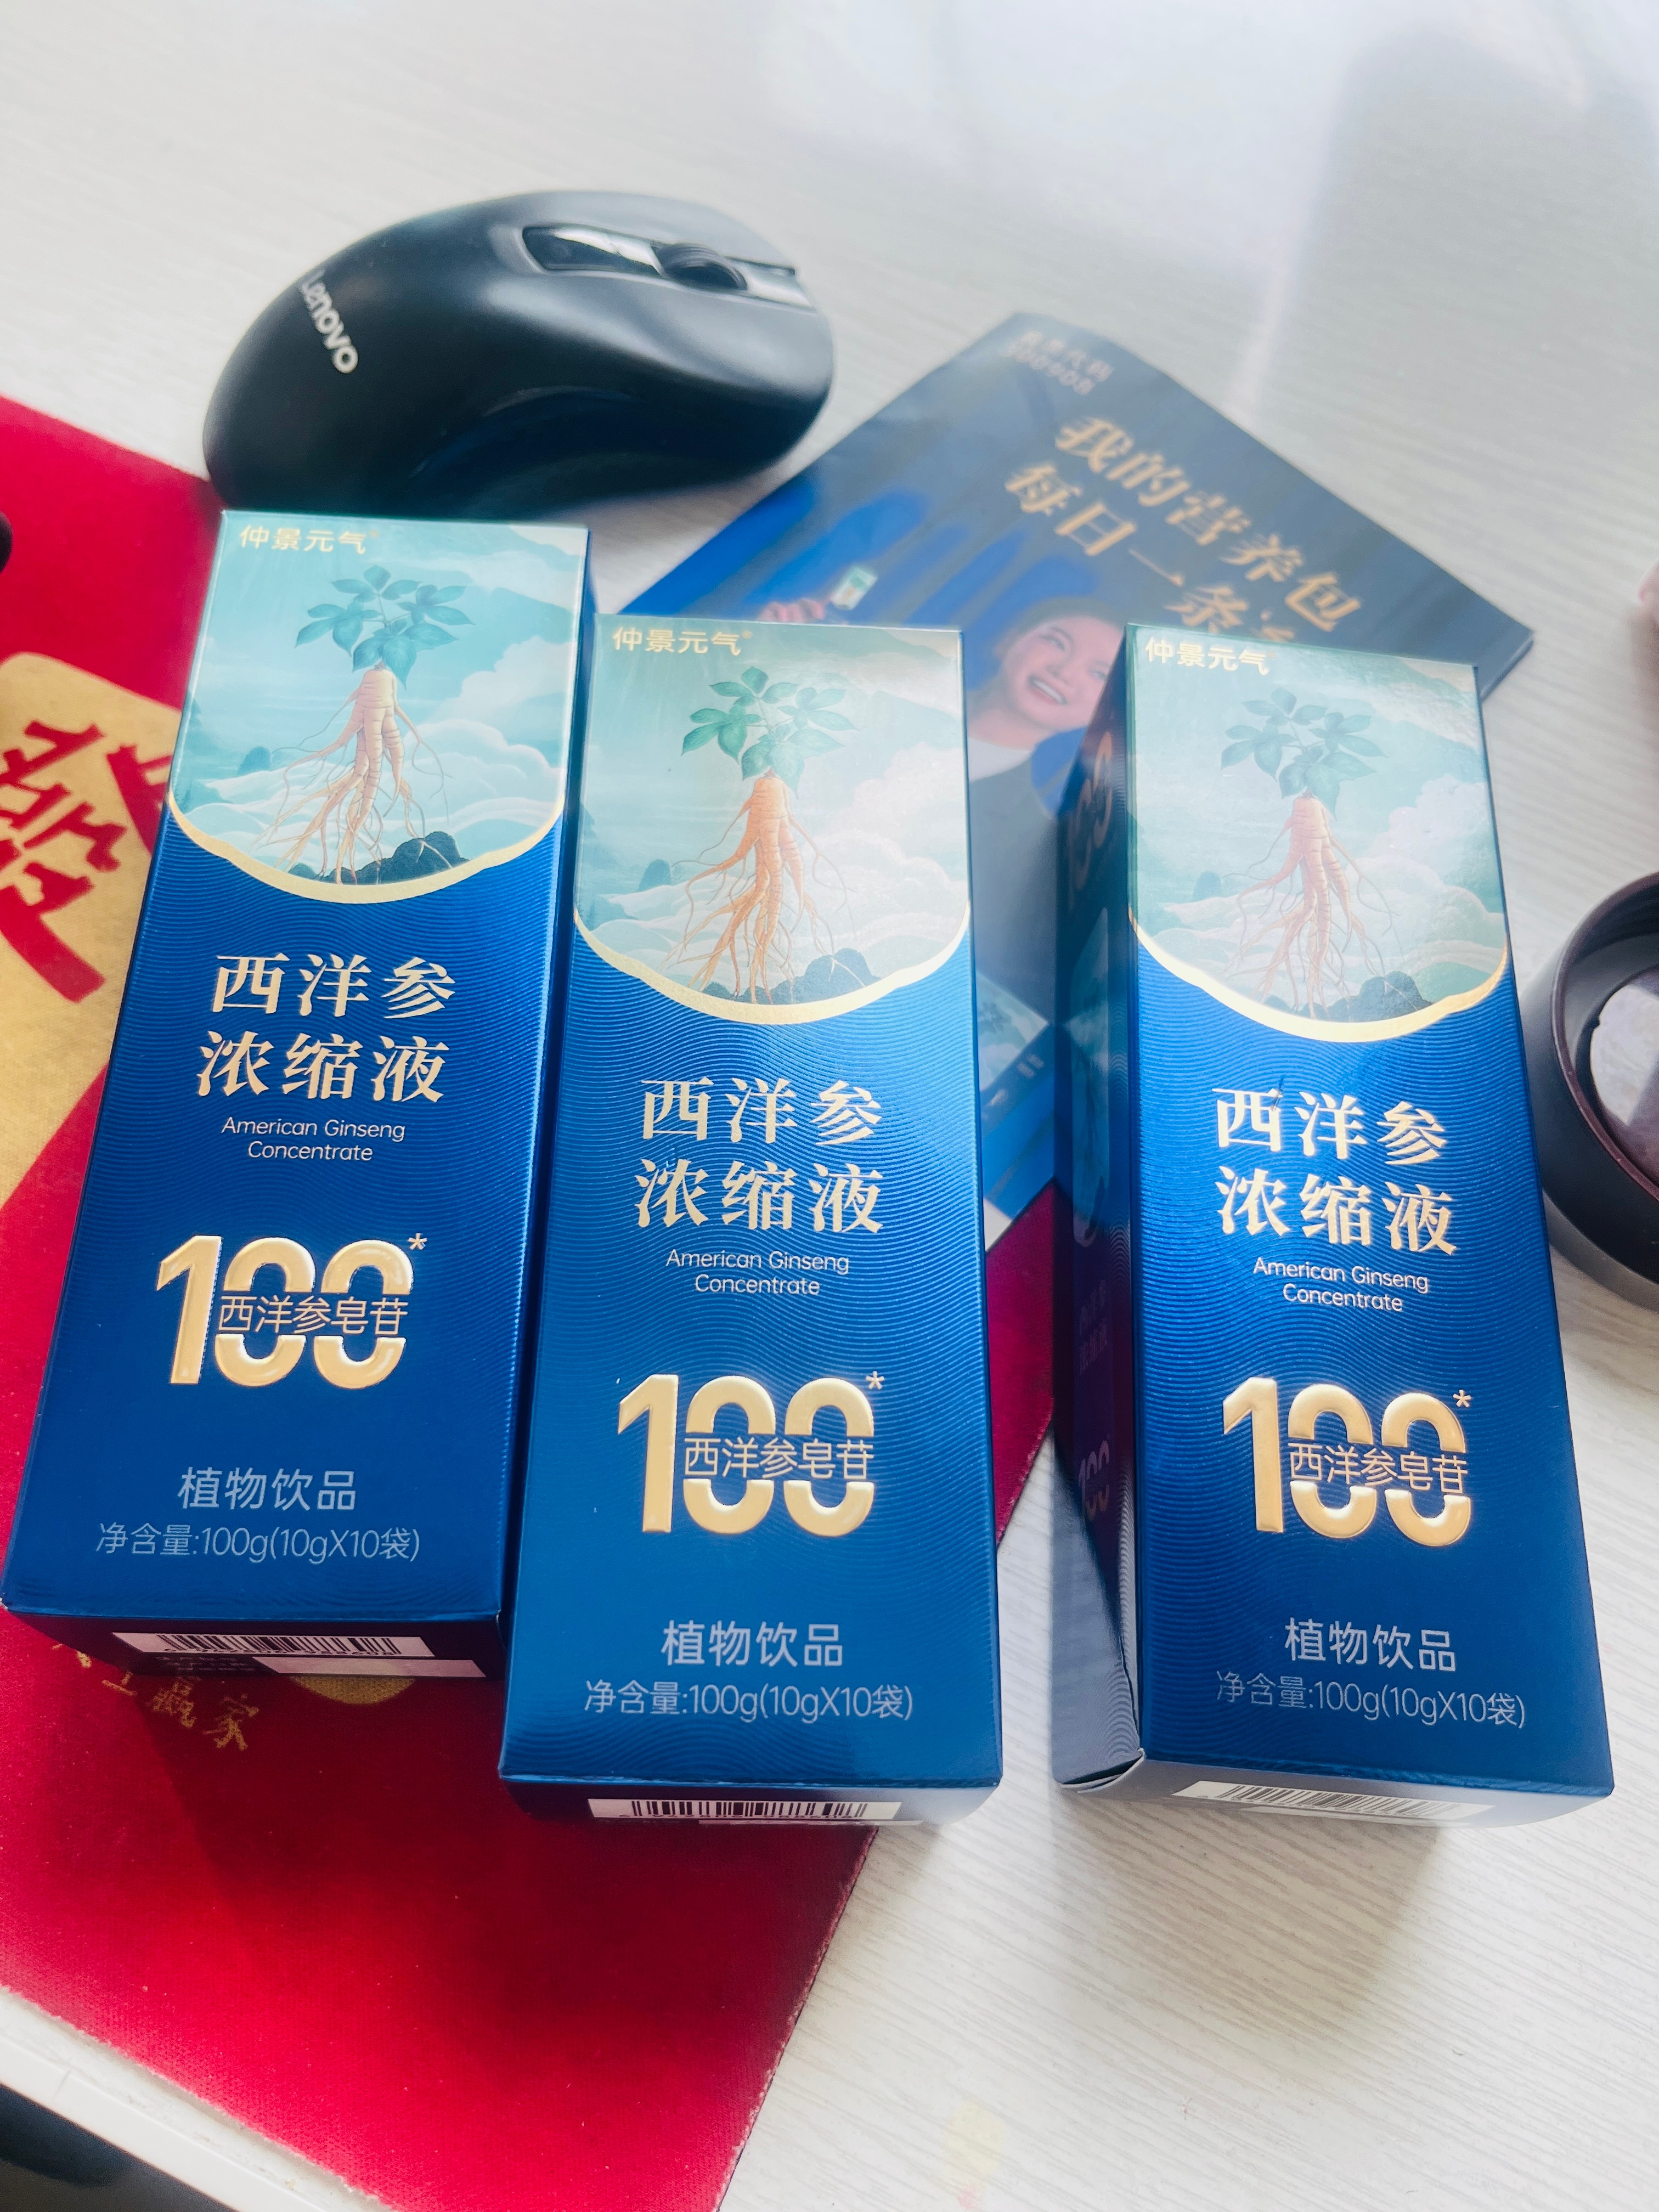 Lenovo
我的营养包
每日一条
發
仲景元气
西洋参
浓缩液
American Ginseng
Concentrate
100*
西洋参皂苷
植物饮品
净含量:100g(10gX10袋)
仲景元气
西洋参
浓缩液
American Ginseng
Concentrate
100*
西洋参皂苷
植物饮品
净含量:100g(10gX10袋)
仲景元气
西洋参
浓缩液
American Ginseng
Concentrate
100*
西洋参皂苷
植物饮品
净含量:100g(10gX10袋)
赢家